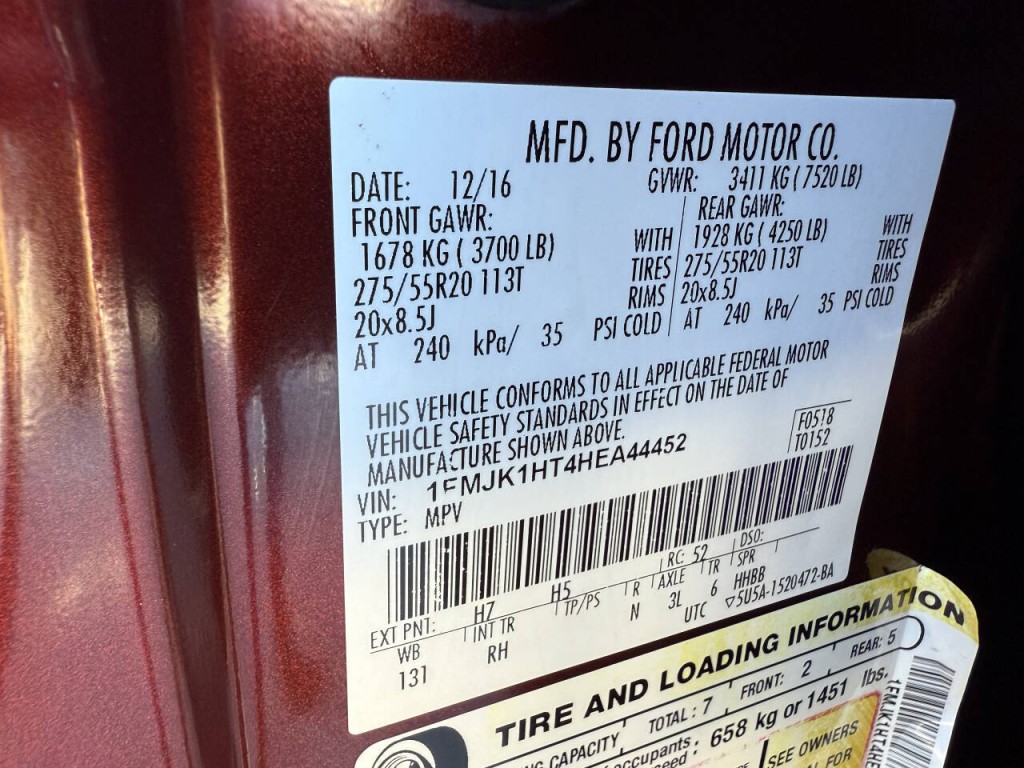 MFD. BY FORD MOTOR CO.
DATE: 12/16 GVWR: 3411 KG ( 7520 LB)
FRONT GAWR: REAR GAWR:
1678 KG ( 3700 LB) WITH 1928 KG ( 4250 LB) WITH
275/55R20 113T TIRES 275/55R20 113T TIRES
20x8.5J RIMS 20x8.5J RIMS
AT 240 kPa/ 35 PSI COLD AT 240 kPa/ 35 PSI COLD
THIS VEHICLE CONFORMS TO ALL APPLICABLE FEDERAL MOTOR
VEHICLE SAFETY STANDARDS IN EFFECT ON THE DATE OF
MANUFACTURE SHOWN ABOVE.
VIN: 1FMJK1HT4HEA44452
TYPE: MPV
F0518
T0152
EXT PNT: H7 H5 RC: 52 DSO:
WB INT TR TP/PS R AXLE TR SPR
131 RH N 3L 6 HHBB
UTC ▽5U5A-1520472-BA
TIRE AND LOADING INFORMATION
NG CAPACITY TOTAL : 7 FRONT: 2 REAR: 5
occupants
ceed : 658 kg or 1451 lbs.
SEE OWNERS
AL FOR